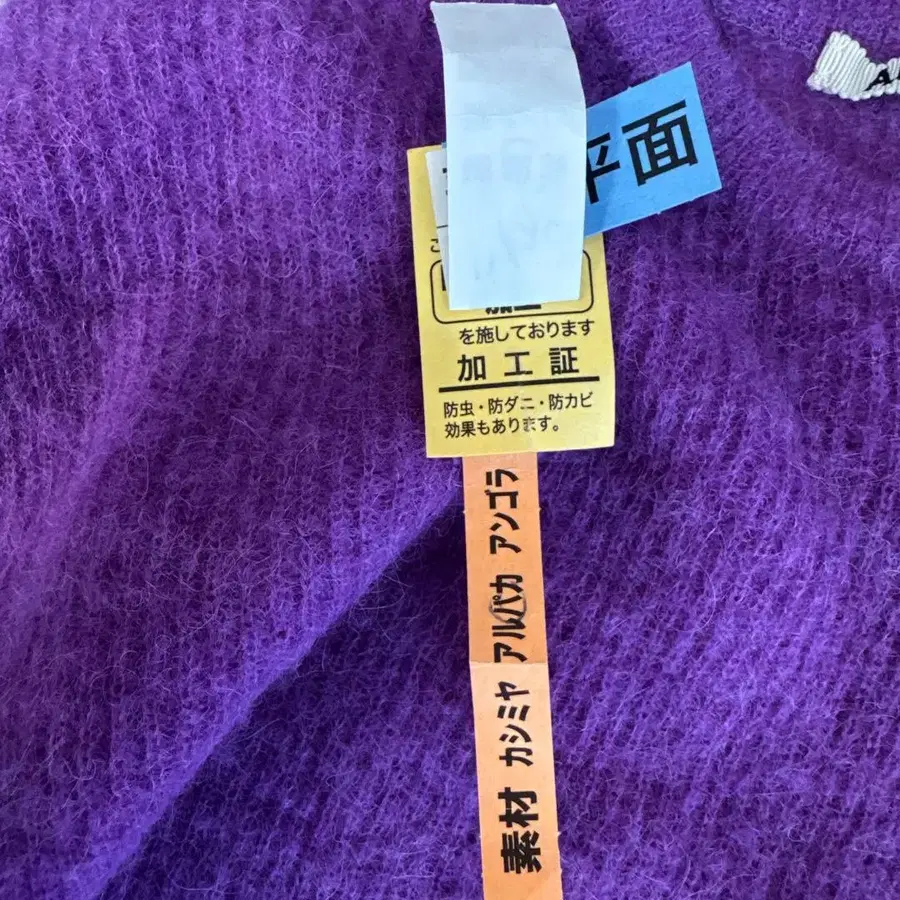 平面
を施しております
加工証
防虫・防ダニ・防カビ
効果もあります。
素材 カシミヤ アルパカ アンゴラ